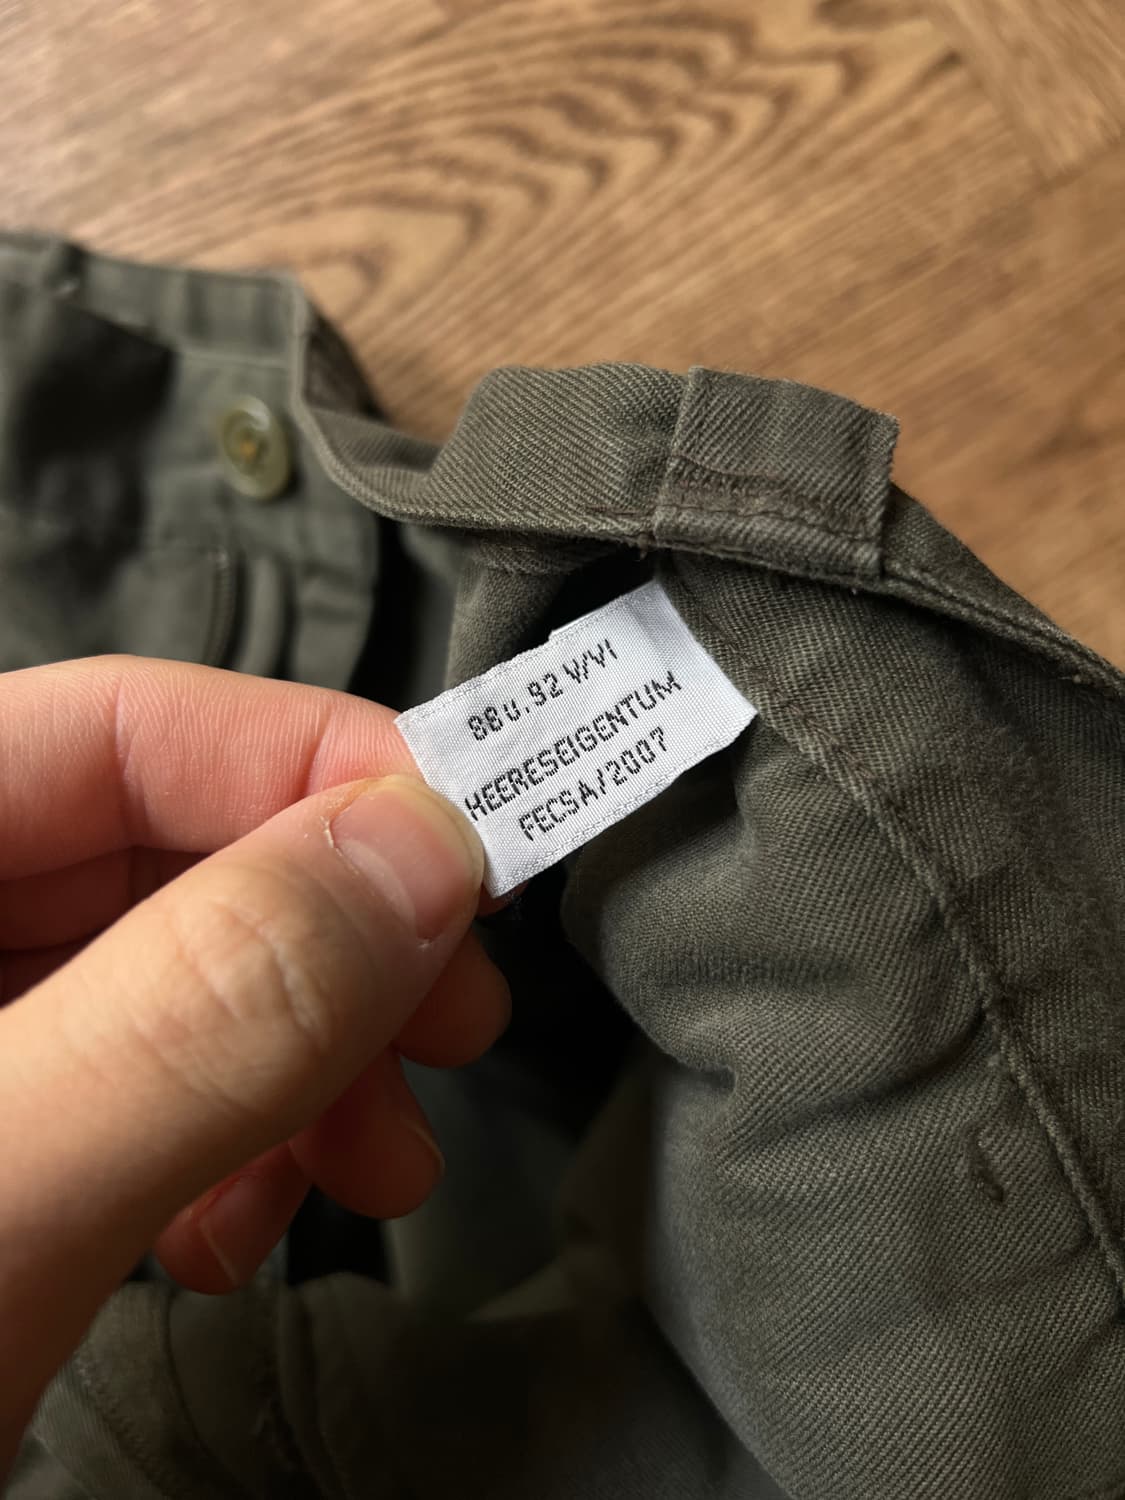 88U.92 V/VI
HEERESEIGENTUM
FECSA/2007